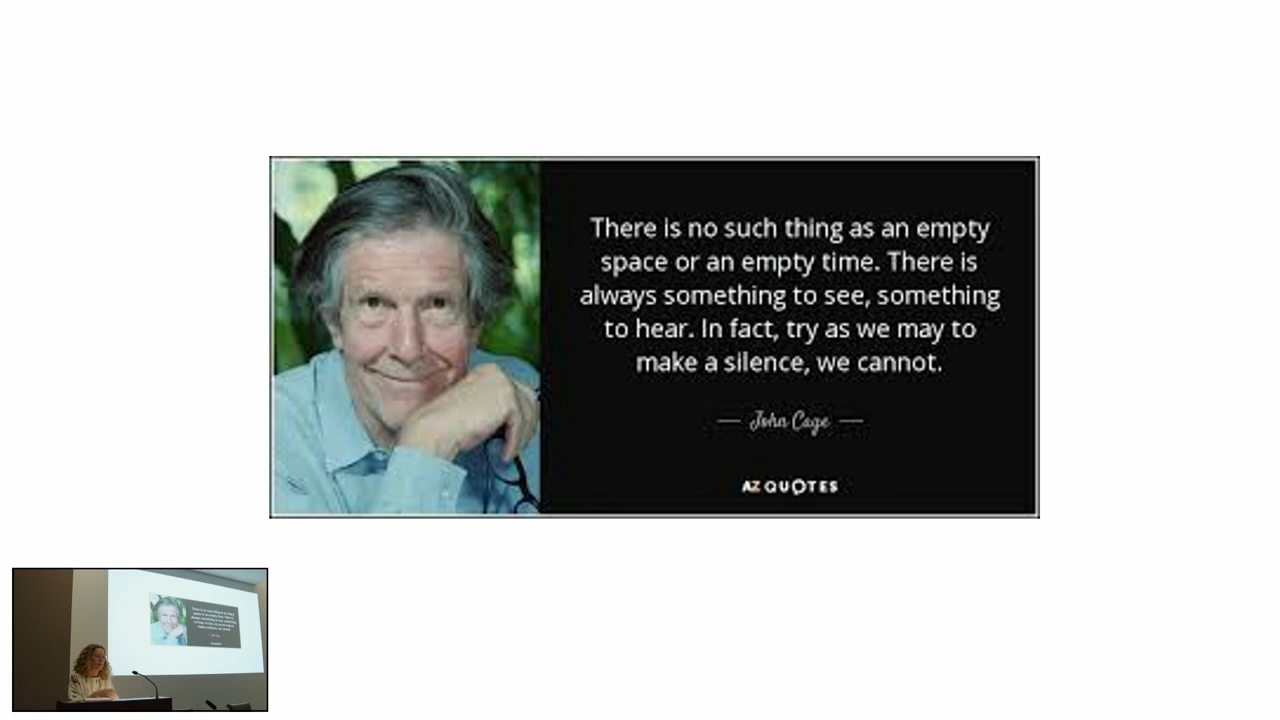 There is no such thing as an empty
space or an empty time. There is
always something to see, something
to hear. In fact, try as we may to
make a silence, we cannot.
— John Cage —
AZ QUOTES